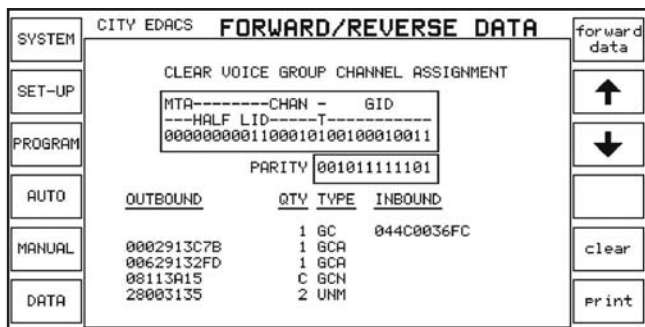 CITY EDACS FORWARD/REVERSE DATA
SYSTEM
SET-UP
PROGRAM
AUTO
MANUAL
DATA
CLEAR VOICE GROUP CHANNEL ASSIGNMENT
MTA--------CHAN - GID
---HALF LID-----T-----------
0000000001100010100100010011
PARITY 001011111101
OUTBOUND QTY TYPE INBOUND
1 GC 044C0036FC
0002913C7B 1 GCA
00629132FD 1 GCA
08113A15 C GCN
28003135 2 UNM
forward
data
clear
print